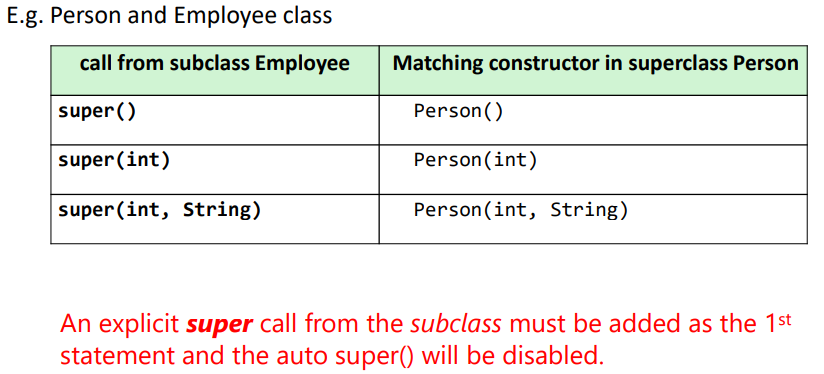 E.g. Person and Employee class
call from subclass Employee Matching constructor in superclass Person
super() Person()
super(int) Person(int)
super(int, String) Person(int, String)
An explicit super call from the subclass must be added as the 1st
statement and the auto super() will be disabled.